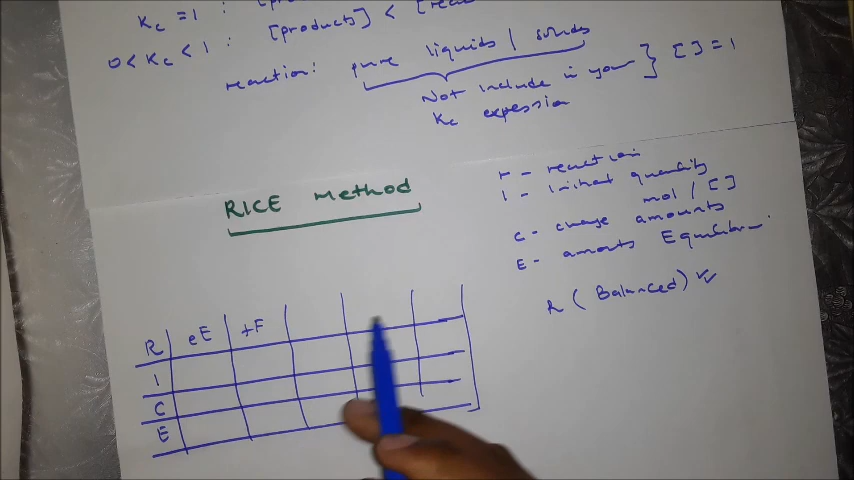 Kc = 1 :
0 < Kc < 1 : [products] <
reaction: pure liquids / solids
Not include in your } [ ] = 1
Kc expession
RICE Method
r - reaction
I - Initial quantity
mol / [ ]
C - change amounts
E - amounts Equilibrium
R ( Balanced)
R eE +F
I
C
E